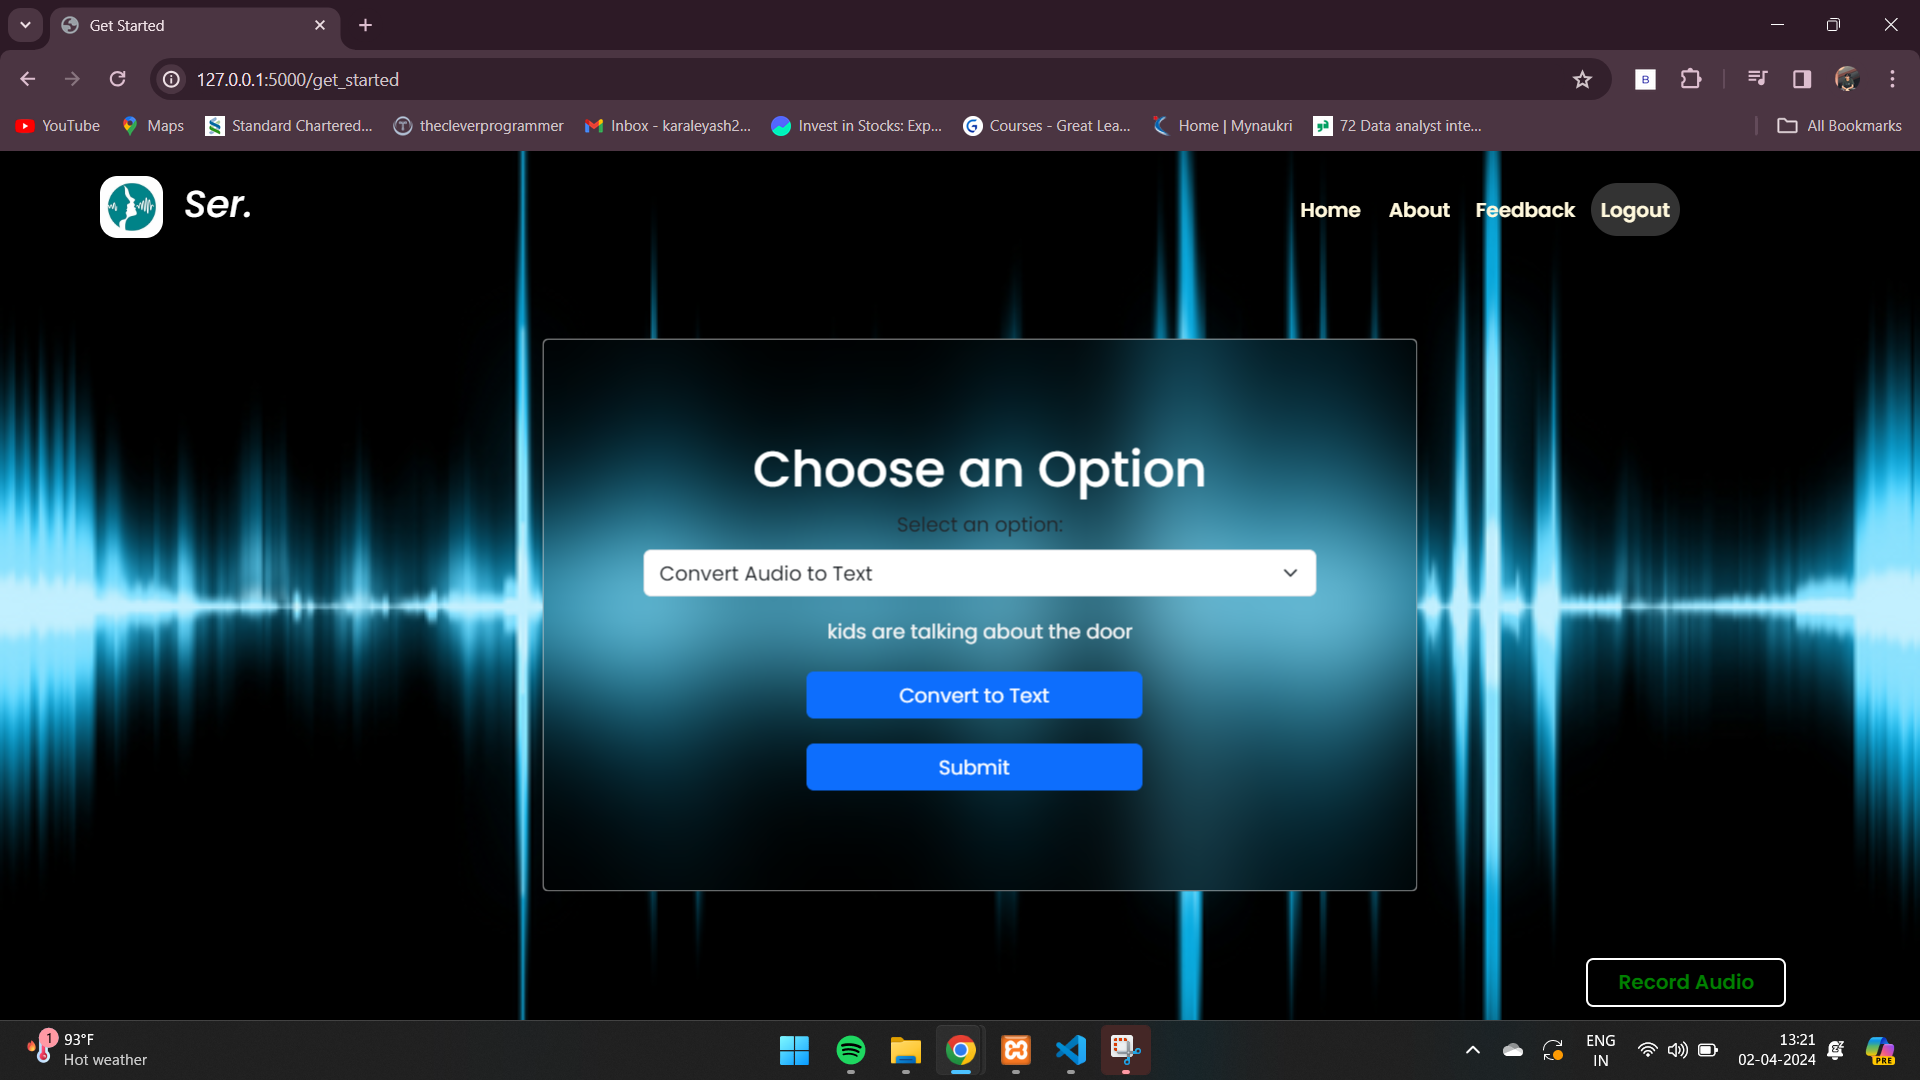 Get Started
127.0.0.1:5000/get_started
B
YouTube
Maps
Standard Chartered...
thecleverprogrammer
Inbox - karaleyash2...
Invest in Stocks: Exp...
Courses - Great Lea...
Home | Mynaukri
72 Data analyst inte...
All Bookmarks
Ser.
Home
About
Feedback
Logout
Choose an Option
Select an option:
Convert Audio to Text
kids are talking about the door
Convert to Text
Submit
Record Audio
1
93°F
Hot weather
ENG
IN
13:21
02-04-2024
PRE